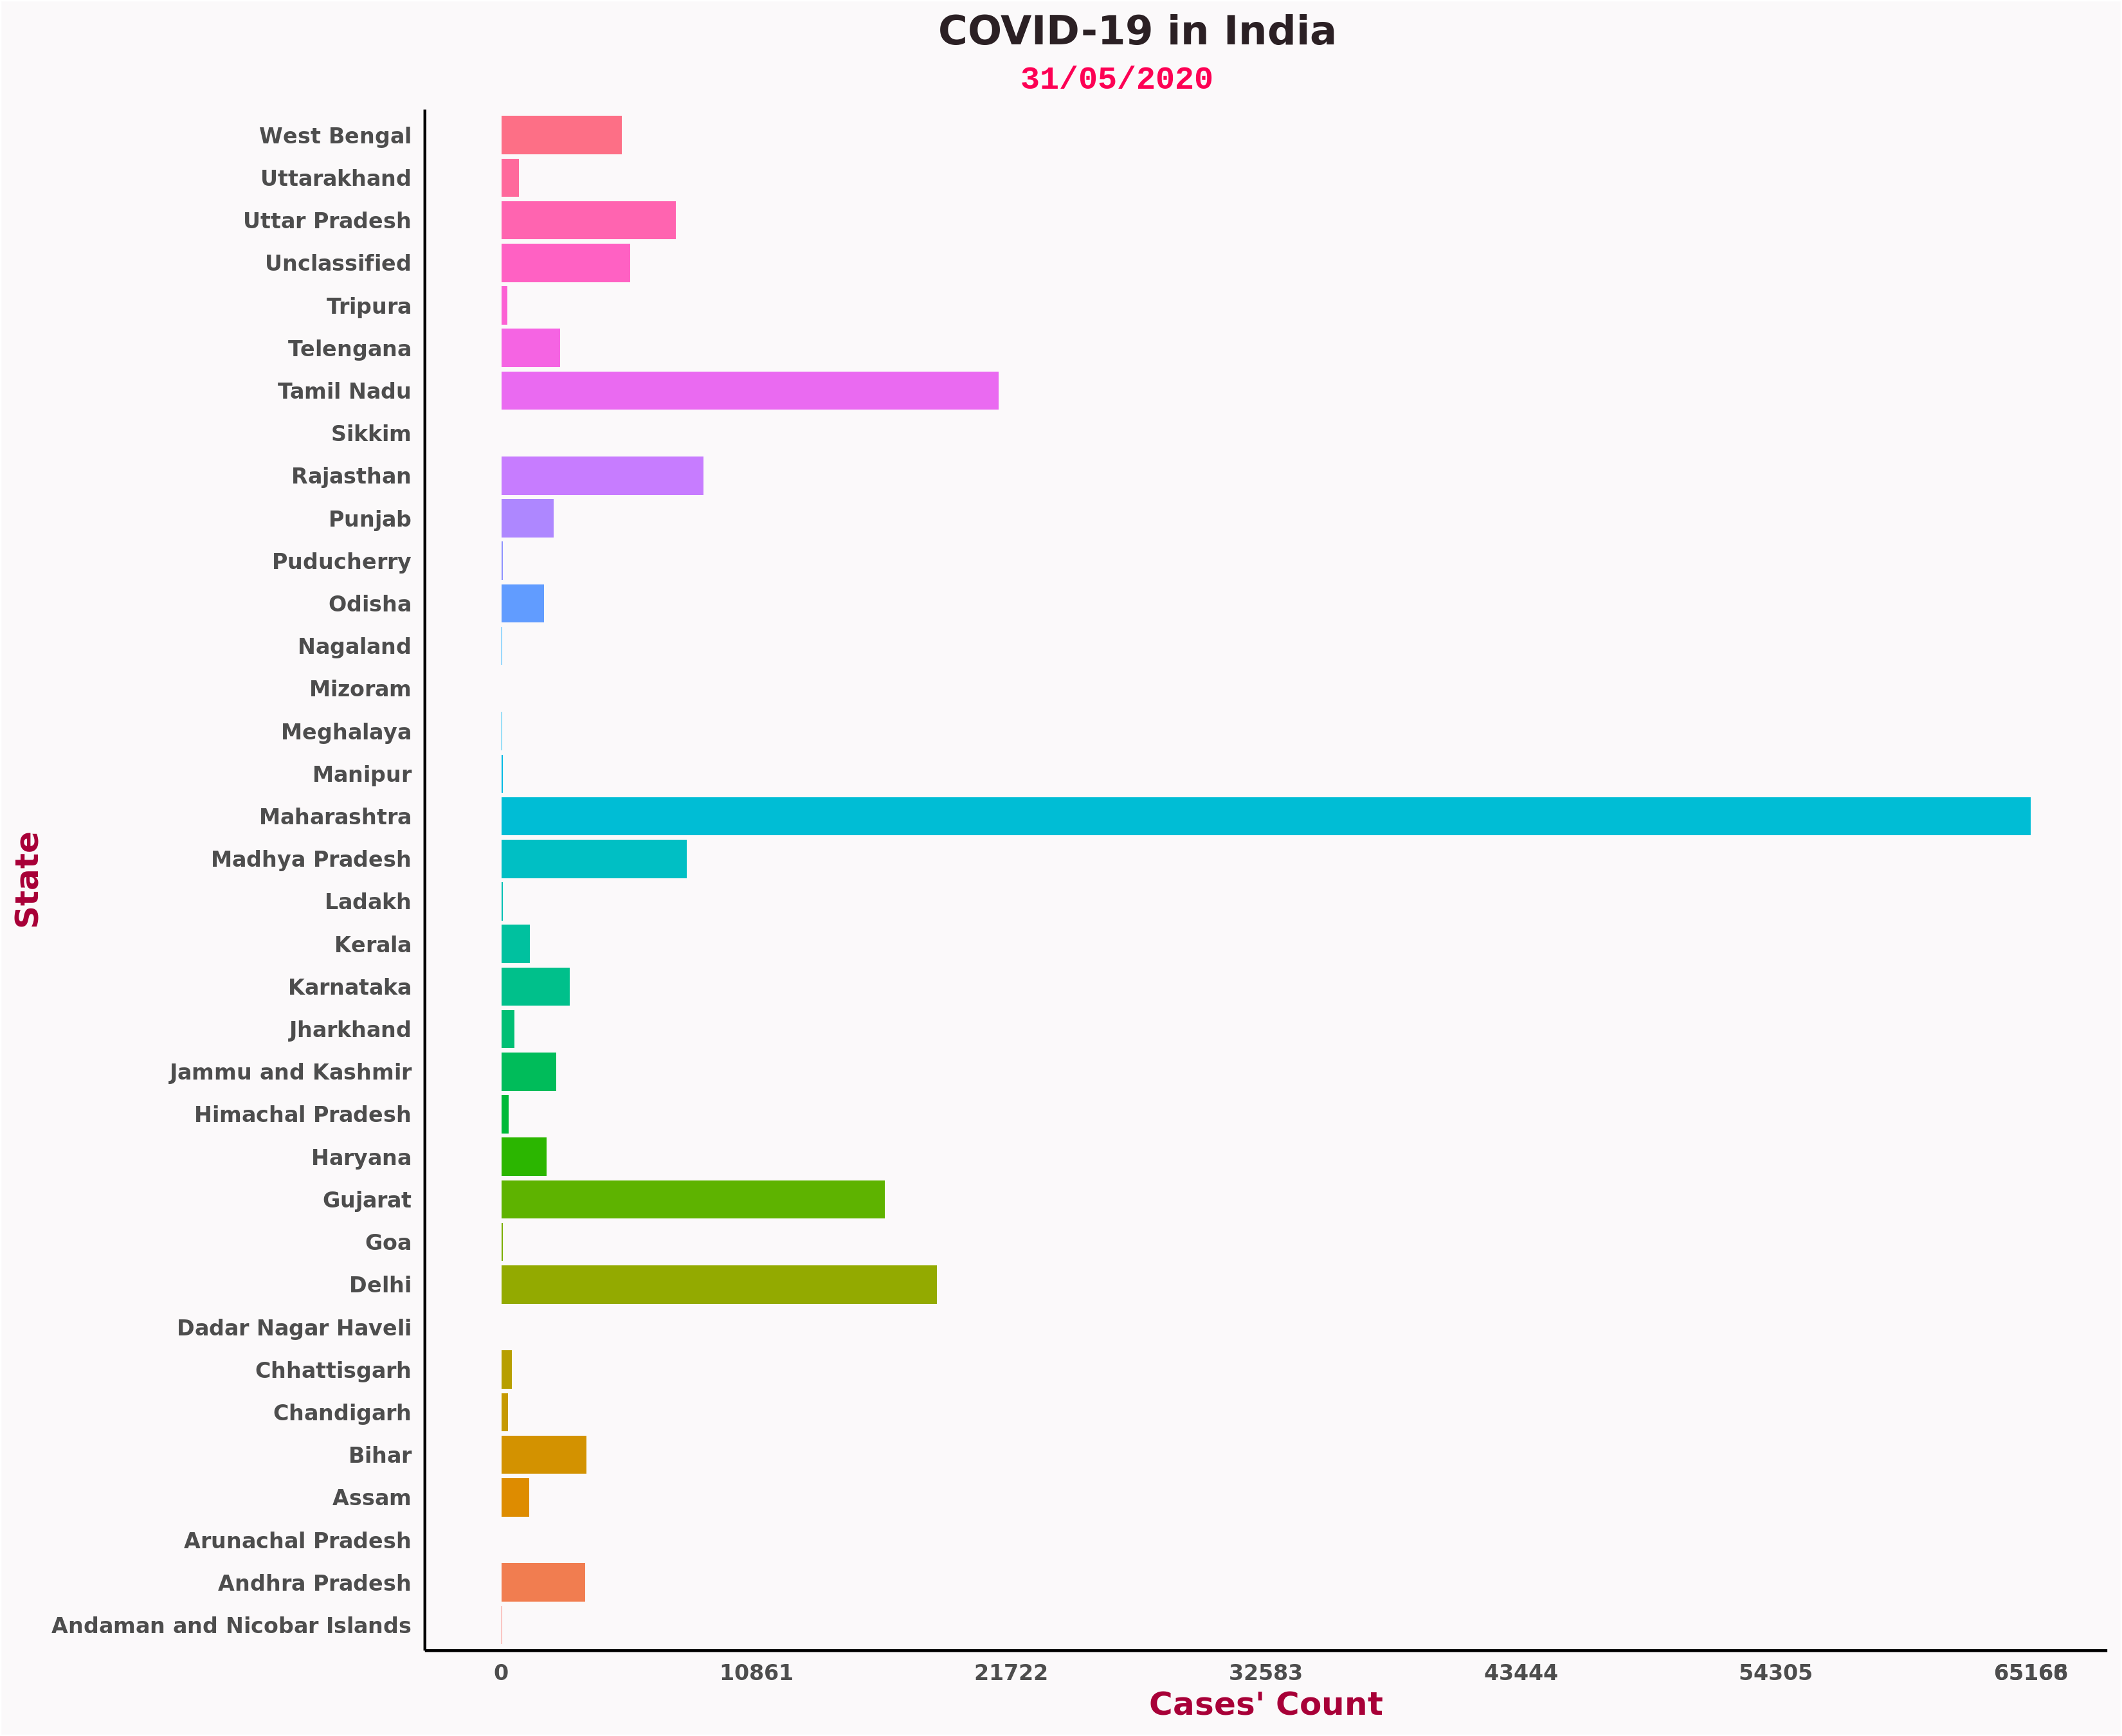 COVID-19 in India
31/05/2020
West Bengal
Uttarakhand
Uttar Pradesh
Unclassified
Tripura
Telengana
Tamil Nadu
Sikkim
Rajasthan
Punjab
Puducherry
Odisha
Nagaland
Mizoram
Meghalaya
Manipur
Maharashtra
Madhya Pradesh
Ladakh
Kerala
Karnataka
Jharkhand
Jammu and Kashmir
Himachal Pradesh
Haryana
Gujarat
Goa
Delhi
Dadar Nagar Haveli
Chhattisgarh
Chandigarh
Bihar
Assam
Arunachal Pradesh
Andhra Pradesh
Andaman and Nicobar Islands
State
0 10861 21722 32583 43444 54305
Cases' Count